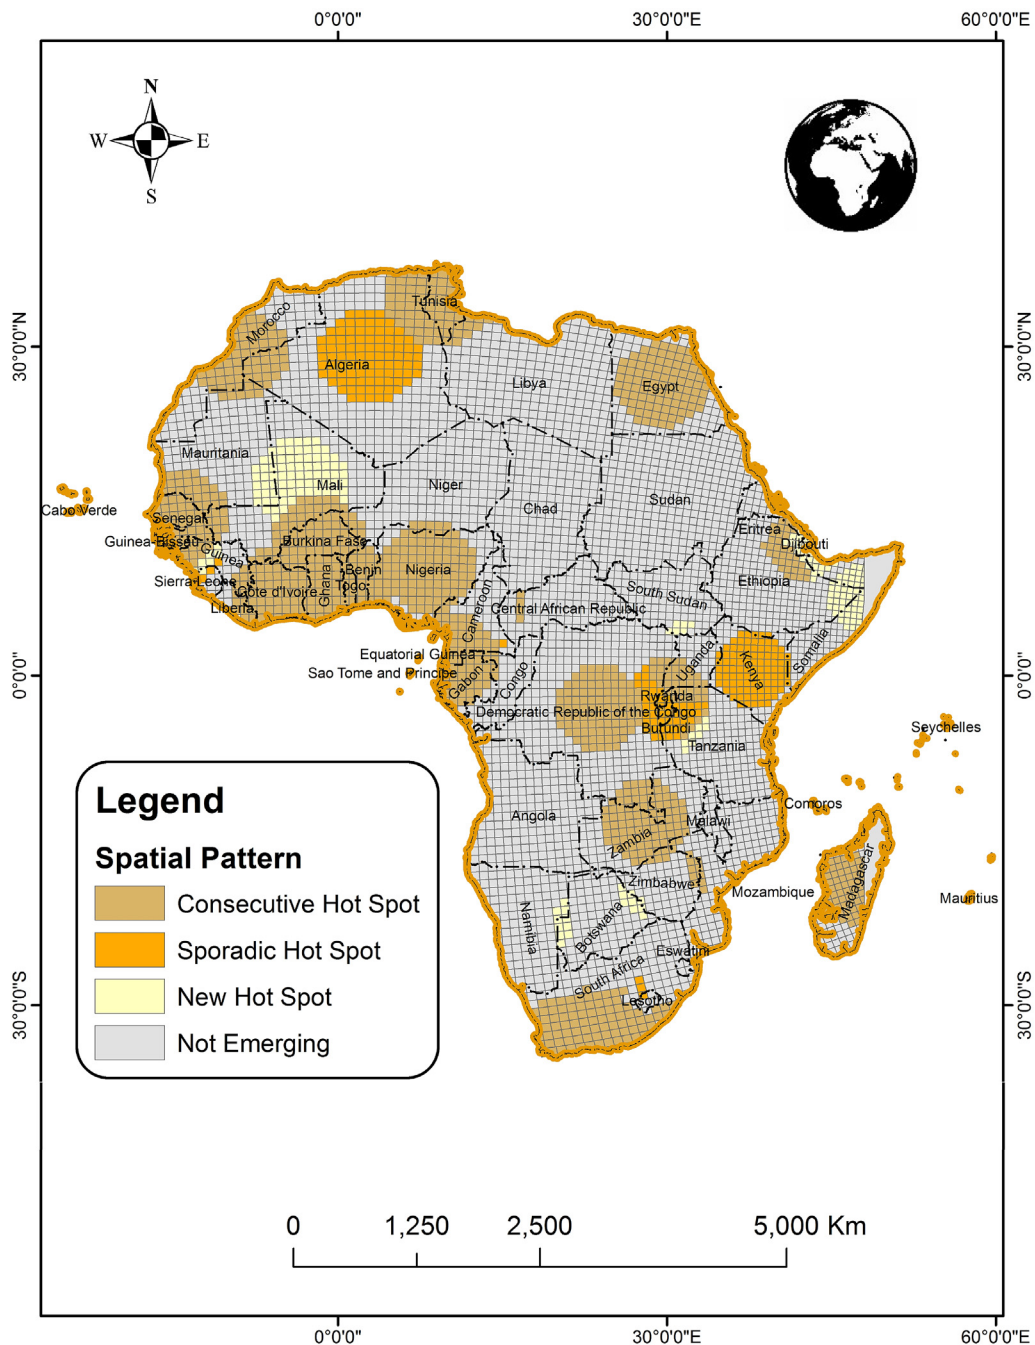 0°0'0" 30°0'0"E 60°0'0"E
N
W E
S
30°0'0"N
30°0'0"N
Tunisia
Morocco
Algeria
Libya
Egypt
Mauritania
Mali
Niger
Chad
Sudan
Cabo Verde
Senegal
Eritrea
Guinea-Bissau
Guinea
Burkina Faso
Djibouti
Benin
Nigeria
Sierra Leone
Côte d'Ivoire
Ghana
Togo
Ethiopia
Liberia
Cameroon
Central African Republic
South Sudan
Somalia
Equatorial Guinea
Uganda
Kenya
Sao Tome and Principe
Gabon
Congo
0°0'0"
0°0'0"
Rwanda
Democratic Republic of the Congo
Burundi
Tanzania
Seychelles
Comoros
Angola
Malawi
Zambia
Zimbabwe
Mozambique
Madagascar
Mauritius
Namibia
Botswana
Eswatini
South Africa
Lesotho
30°0'0"S
30°0'0"S
Legend
Spatial Pattern
Consecutive Hot Spot
Sporadic Hot Spot
New Hot Spot
Not Emerging
0 1,250 2,500 5,000 Km
0°0'0" 30°0'0"E 60°0'0"E